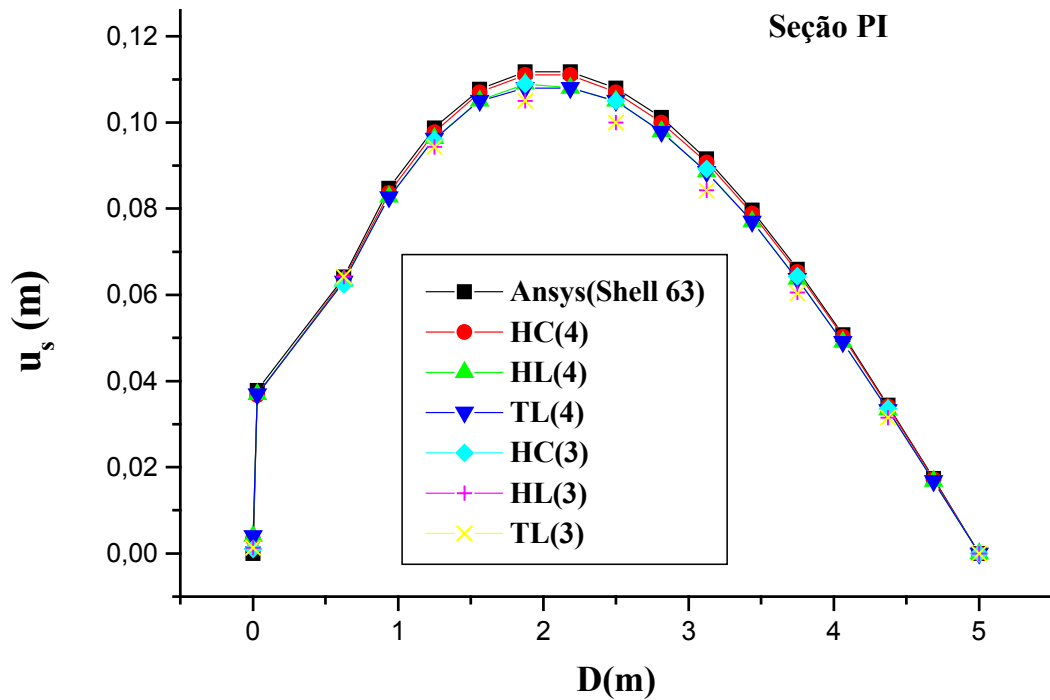 Seção PI
0,12
0,10
0,08
0,06
0,04
0,02
0,00
u_s (m)
Ansys(Shell 63)
HC(4)
HL(4)
TL(4)
HC(3)
HL(3)
TL(3)
0 1 2 3 4 5
D(m)